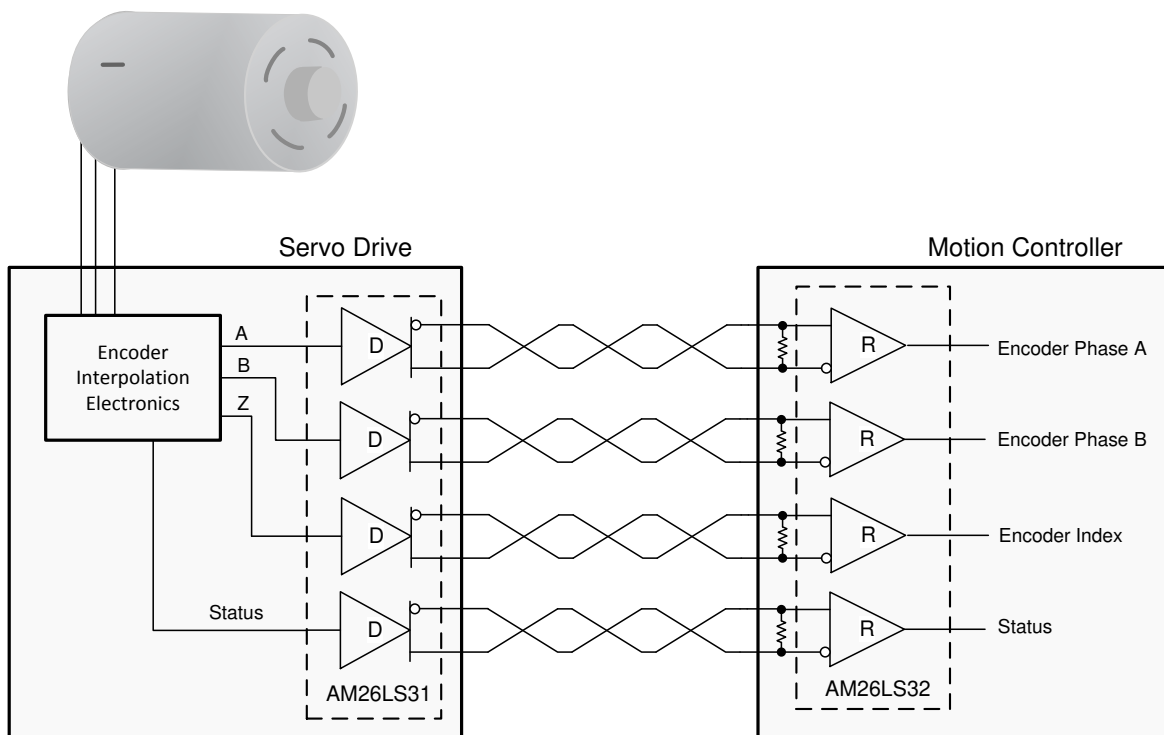 Servo Drive
Motion Controller
Encoder
Interpolation
Electronics
A
B
Z
Status
D
D
D
D
AM26LS31
R
R
R
R
AM26LS32
Encoder Phase A
Encoder Phase B
Encoder Index
Status